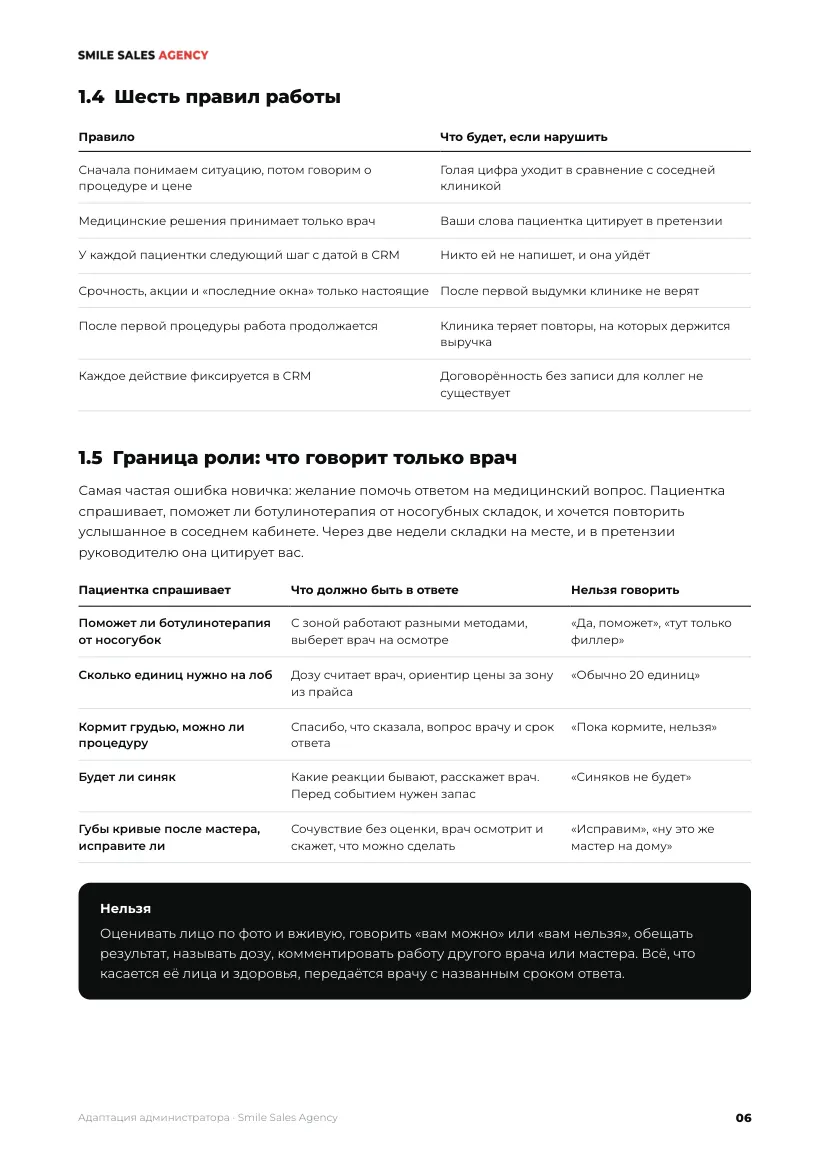 SMILE SALES AGENCY
1.4 Шесть правил работы
Правило
Что будет, если нарушить
Сначала понимаем ситуацию, потом говорим о
процедуре и цене
Голая цифра уходит в сравнение с соседней
клиникой
Медицинские решения принимает только врач
Ваши слова пациентка цитирует в претензии
У каждой пациентки следующий шаг с датой в CRM
Никто ей не напишет, и она уйдёт
Срочность, акции и «последние окна» только настоящие
После первой выдумки клинике не верят
После первой процедуры работа продолжается
Клиника теряет повторы, на которых держится
выручка
Каждое действие фиксируется в CRM
Договорённость без записи для коллег не
существует
1.5 Граница роли: что говорит только врач
Самая частая ошибка новичка: желание помочь ответом на медицинский вопрос. Пациентка
спрашивает, поможет ли ботулинотерапия от носогубных складок, и хочется повторить
услышанное в соседнем кабинете. Через две недели складки на месте, и в претензии
руководителю она цитирует вас.
Пациентка спрашивает
Что должно быть в ответе
Нельзя говорить
Поможет ли ботулинотерапия
от носогубок
С зоной работают разными методами,
выберет врач на осмотре
«Да, поможет», «тут только
филлер»
Сколько единиц нужно на лоб
Дозу считает врач, ориентир цены за зону
из прайса
«Обычно 20 единиц»
Кормит грудью, можно ли
процедуру
Спасибо, что сказала, вопрос врачу и срок
ответа
«Пока кормите, нельзя»
Будет ли синяк
Какие реакции бывают, расскажет врач.
Перед событием нужен запас
«Синяков не будет»
Губы кривые после мастера,
исправите ли
Сочувствие без оценки, врач осмотрит и
скажет, что можно сделать
«Исправим», «ну это же
мастер на дому»
Нельзя
Оценивать лицо по фото и вживую, говорить «вам можно» или «вам нельзя», обещать
результат, называть дозу, комментировать работу другого врача или мастера. Всё, что
касается её лица и здоровья, передаётся врачу с названным сроком ответа.
Адаптация администратора · Smile Sales Agency
06